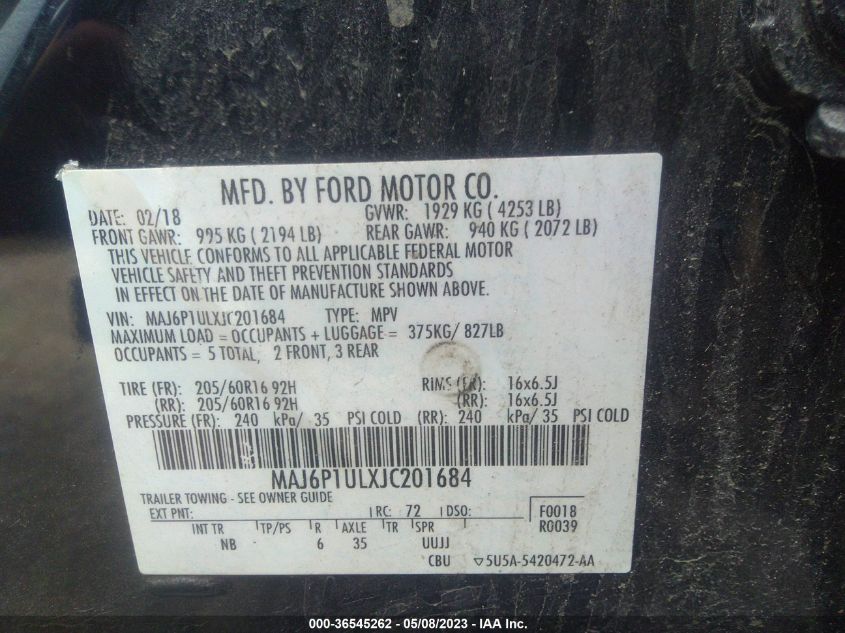 MFD. BY FORD MOTOR CO.
DATE: 02/18 GVWR: 1929 KG ( 4253 LB)
FRONT GAWR: 995 KG ( 2194 LB) REAR GAWR: 940 KG ( 2072 LB)
THIS VEHICLE CONFORMS TO ALL APPLICABLE FEDERAL MOTOR
VEHICLE SAFETY AND THEFT PREVENTION STANDARDS
IN EFFECT ON THE DATE OF MANUFACTURE SHOWN ABOVE.
VIN: MAJ6P1ULXJC201684 TYPE: MPV
MAXIMUM LOAD = OCCUPANTS + LUGGAGE = 375KG/ 827LB
OCCUPANTS = 5 TOTAL, 2 FRONT, 3 REAR
TIRE (FR): 205/60R16 92H RIMS (FR): 16x6.5J
(RR): 205/60R16 92H (RR): 16x6.5J
PRESSURE (FR): 240 kPa/ 35 PSI COLD (RR): 240 kPa/ 35 PSI COLD
MAJ6P1ULXJC201684
TRAILER TOWING - SEE OWNER GUIDE
EXT PNT: RC: 72 DSO: F0018
R0039
INT TR TP/PS R AXLE TR SPR
NB 6 35 UUJJ
CBU ▽5U5A-5420472-AA
000-36545262 - 05/08/2023 - IAA Inc.